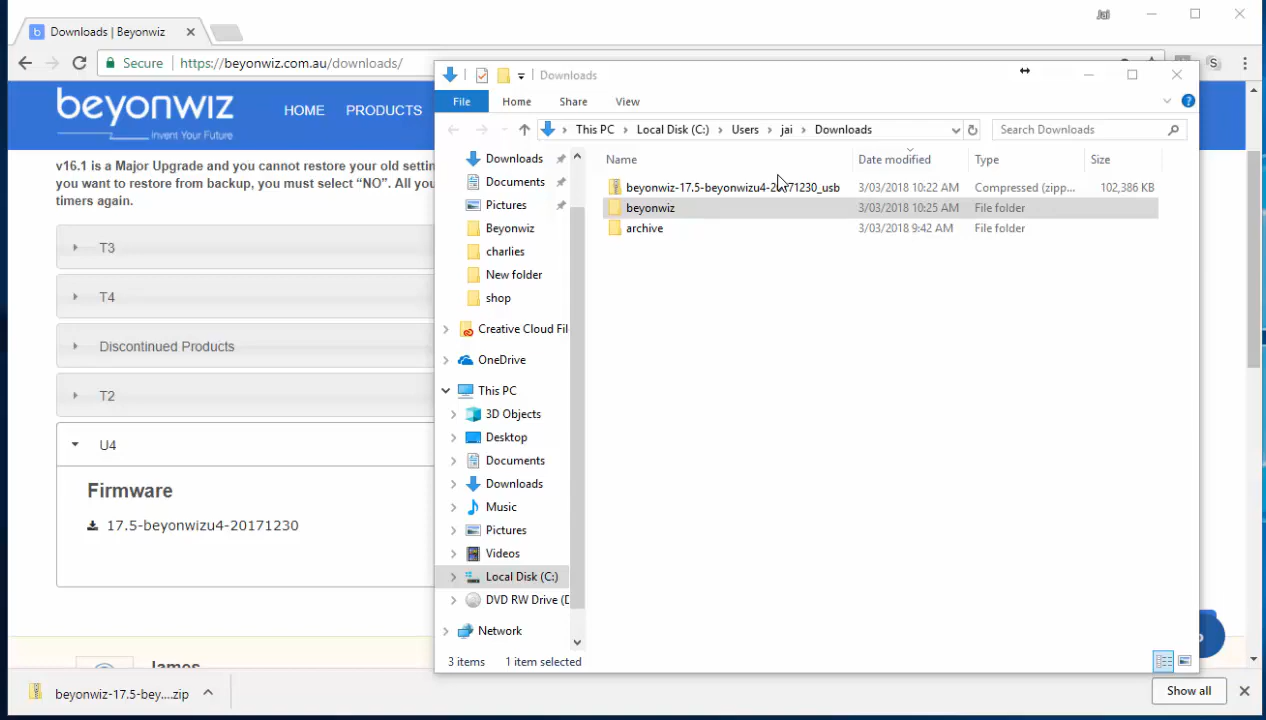 Downloads | Beyonwiz
Jai
Secure
https://beyonwiz.com.au/downloads/
beyonwiz
Invent Your Future
HOME
PRODUCTS
v16.1 is a Major Upgrade and you cannot restore your old settin
you want to restore from backup, you must select “NO”. All you
timers again.
T3
T4
Discontinued Products
T2
U4
Firmware
17.5-beyonwizu4-20171230
James
beyonwiz-17.5-bey....zip
Show all
Downloads
File
Home
Share
View
This PC
Local Disk (C:)
Users
jai
Downloads
Search Downloads
Name
Date modified
Type
Size
beyonwiz-17.5-beyonwizu4-20171230_usb
3/03/2018 10:22 AM
Compressed (zipp...
102,386 KB
beyonwiz
3/03/2018 10:25 AM
File folder
archive
3/03/2018 9:42 AM
File folder
Downloads
Documents
Pictures
Beyonwiz
charlies
New folder
shop
Creative Cloud Fil
OneDrive
This PC
3D Objects
Desktop
Documents
Downloads
Music
Pictures
Videos
Local Disk (C:)
DVD RW Drive (D
Network
3 items
1 item selected